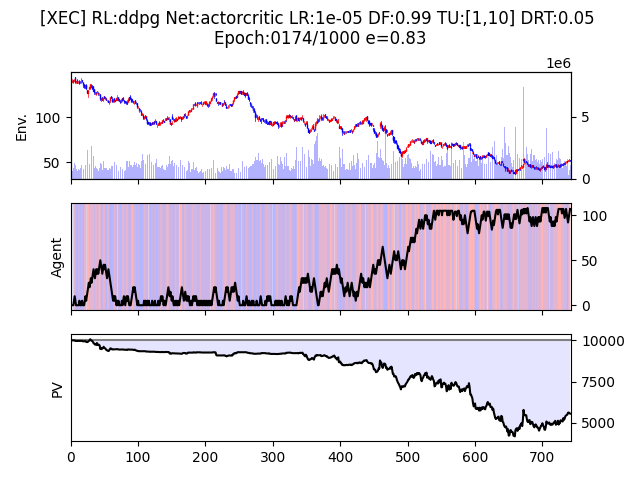 [XEC] RL:ddpg Net:actorcritic LR:1e-05 DF:0.99 TU:[1,10] DRT:0.05
Epoch:0174/1000 e=0.83
1e6
Env.
100
50
5
0
Agent
100
50
0
PV
10000
7500
5000
0 100 200 300 400 500 600 700